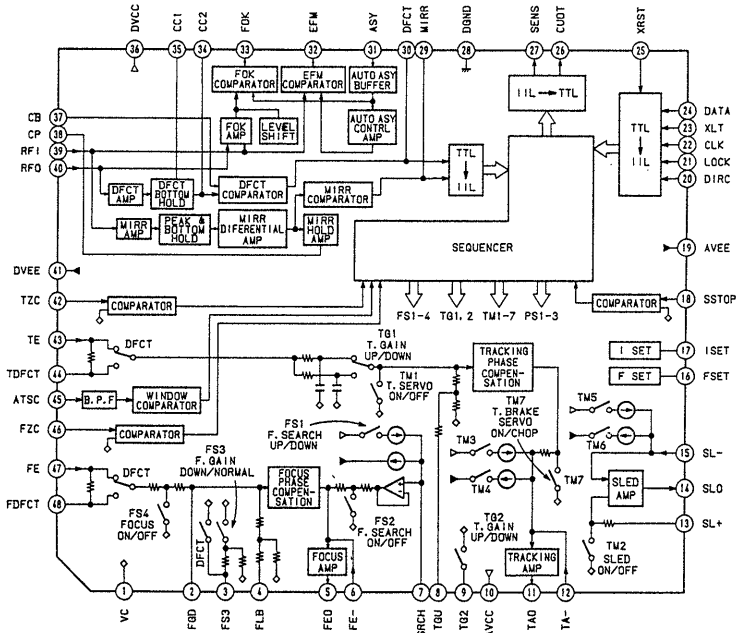 DVCC
CC1
CC2
FOK
EFM
ASY
DFCT
MIRR
DGND
SENS
CUOT
XRST
36
35
34
33
32
31
30
29
28
27
26
25
FOK
COMPARATOR
EFM
COMPARATOR
AUTO ASY
BUFFER
IIL → TTL
FOK
AMP
LEVEL
SHIFT
AUTO ASY
CONTRL AMP
CB 37
CP 38
RFI 39
RFO 40
TTL
↓
IIL
TTL
↓
IIL
24 DATA
23 XLT
22 CLK
21 LOCK
20 DIRC
DFCT
AMP
DFCT
BOTTOM
HOLD
DFCT
COMPARATOR
MIRR
COMPARATOR
MIRR
AMP
PEAK &
BOTTOM
HOLD
MIRR
DIFERENTIAL
AMP
MIRR
HOLD
AMP
SEQUENCER
19 AVEE
DVEE 41
TZC 42
COMPARATOR
FS1-4 TG1, 2 TM1-7 PS1-3
COMPARATOR
18 SSTOP
TE 43
TDFCT 44
DFCT
TG1
T. GAIN
UP/DOWN
TM1
T. SERVO
ON/OFF
TRACKING
PHASE
COMPEN-
SATION
I SET 17 ISET
F SET 16 FSET
ATSC 45
B.P.F
WINDOW
COMPARATOR
FZC 46
COMPARATOR
FS1
F. SEARCH
UP/DOWN
TM7
T. BRAKE
SERVO
ON/CHOP
TM5
TM6
TM3
TM4
TM7
15 SL-
FE 47
FDFCT 48
DFCT
FS3
F. GAIN
DOWN/NORMAL
FOCUS
PHASE
COMPEN-
SATION
FS4
FOCUS
ON/OFF
DFCT
FS2
F. SEARCH
ON/OFF
TG2
T. GAIN
UP/DOWN
SLED
AMP
14 SLO
13 SL+
TM2
SLED
ON/OFF
FOCUS
AMP
TRACKING
AMP
1
2
3
4
5
6
7
8
9
10
11
12
VC
FGD
FS3
FLB
FEO
FE-
SRCH
TGU
TG2
AVCC
TAO
TA-